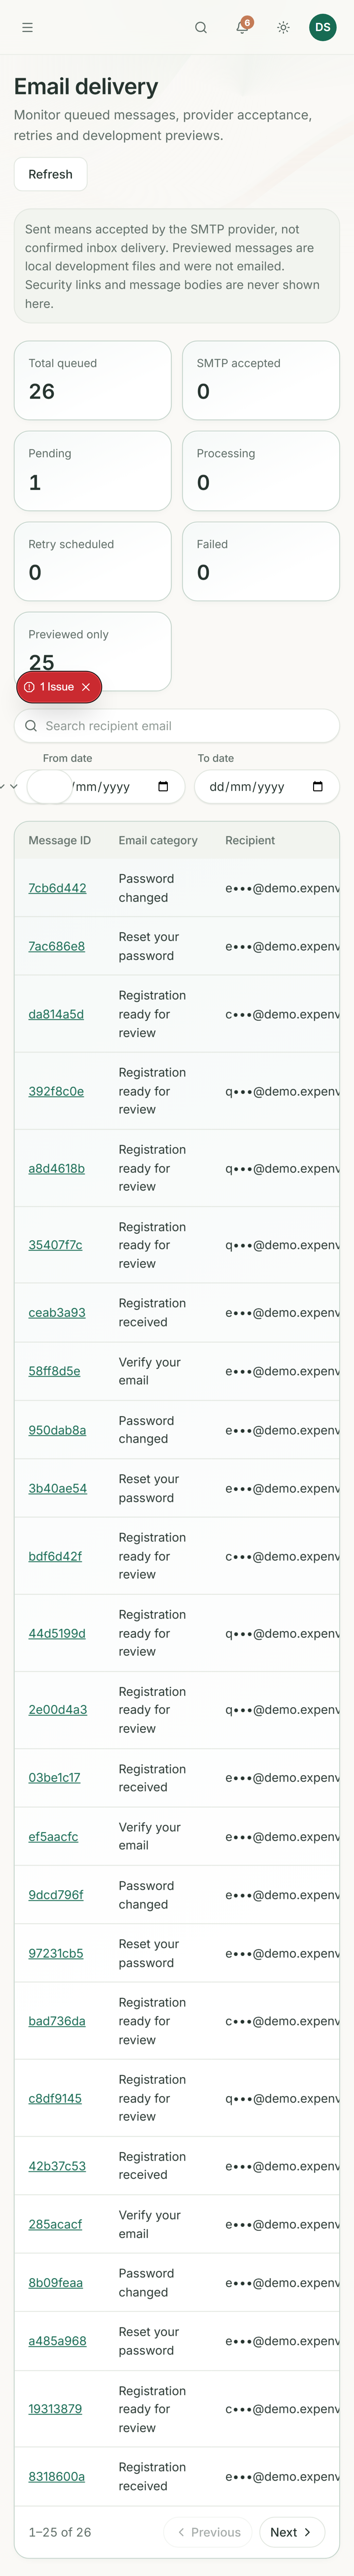 6
DS
Email delivery
Monitor queued messages, provider acceptance,
retries and development previews.
Refresh
Sent means accepted by the SMTP provider, not
confirmed inbox delivery. Previewed messages are
local development files and were not emailed.
Security links and message bodies are never shown
here.
Total queued
26
SMTP accepted
0
Pending
1
Processing
0
Retry scheduled
0
Failed
0
Previewed only
25
1 Issue
Search recipient email
From date
To date
/mm/yyyy
dd/mm/yyyy
Message ID Email category Recipient
7cb6d442 Password changed e•••@demo.expenv
7ac686e8 Reset your password e•••@demo.expenv
da814a5d Registration ready for review c•••@demo.expenv
392f8c0e Registration ready for review q•••@demo.expenv
a8d4618b Registration ready for review q•••@demo.expenv
35407f7c Registration ready for review q•••@demo.expenv
ceab3a93 Registration received e•••@demo.expenv
58ff8d5e Verify your email e•••@demo.expenv
950dab8a Password changed e•••@demo.expenv
3b40ae54 Reset your password e•••@demo.expenv
bdf6d42f Registration ready for review c•••@demo.expenv
44d5199d Registration ready for review q•••@demo.expenv
2e00d4a3 Registration ready for review q•••@demo.expenv
03be1c17 Registration received e•••@demo.expenv
ef5aacfc Verify your email e•••@demo.expenv
9dcd796f Password changed e•••@demo.expenv
97231cb5 Reset your password e•••@demo.expenv
bad736da Registration ready for review c•••@demo.expenv
c8df9145 Registration ready for review q•••@demo.expenv
42b37c53 Registration received e•••@demo.expenv
285acacf Verify your email e•••@demo.expenv
8b09feaa Password changed e•••@demo.expenv
a485a968 Reset your password e•••@demo.expenv
19313879 Registration ready for review c•••@demo.expenv
8318600a Registration received e•••@demo.expenv
1–25 of 26 Previous Next